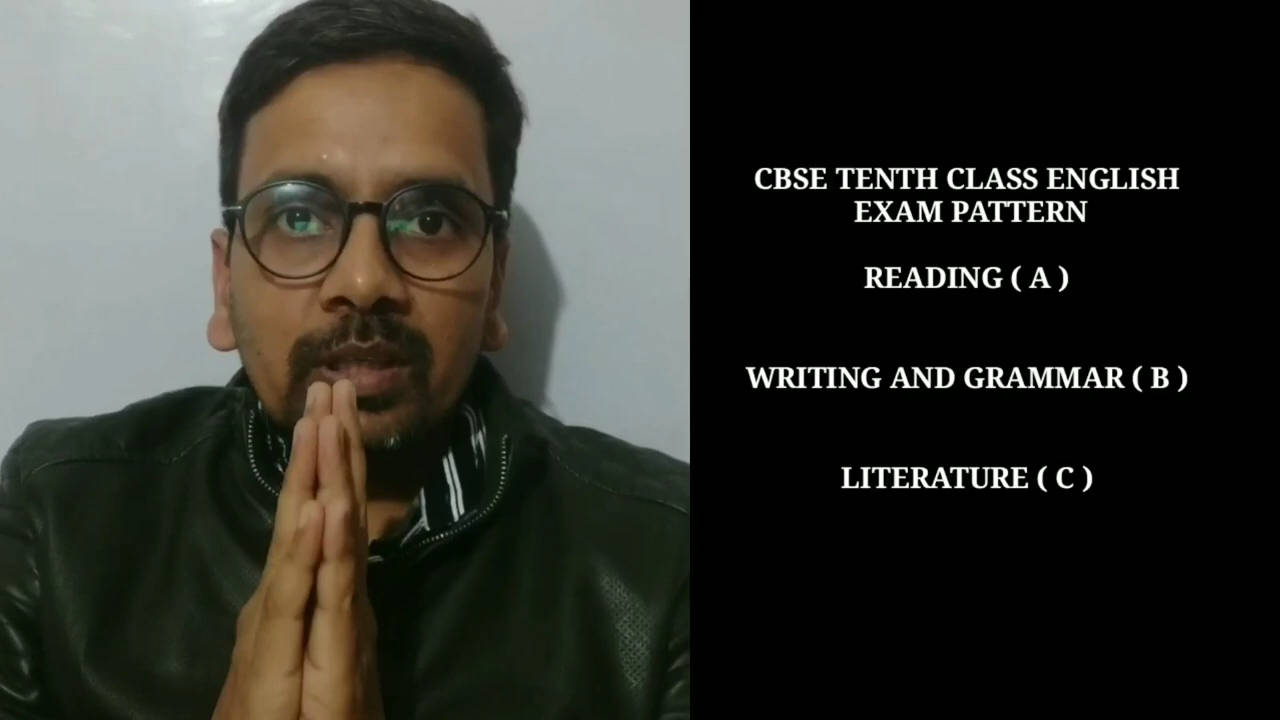 CBSE TENTH CLASS ENGLISH
EXAM PATTERN
READING ( A )
WRITING AND GRAMMAR ( B )
LITERATURE ( C )